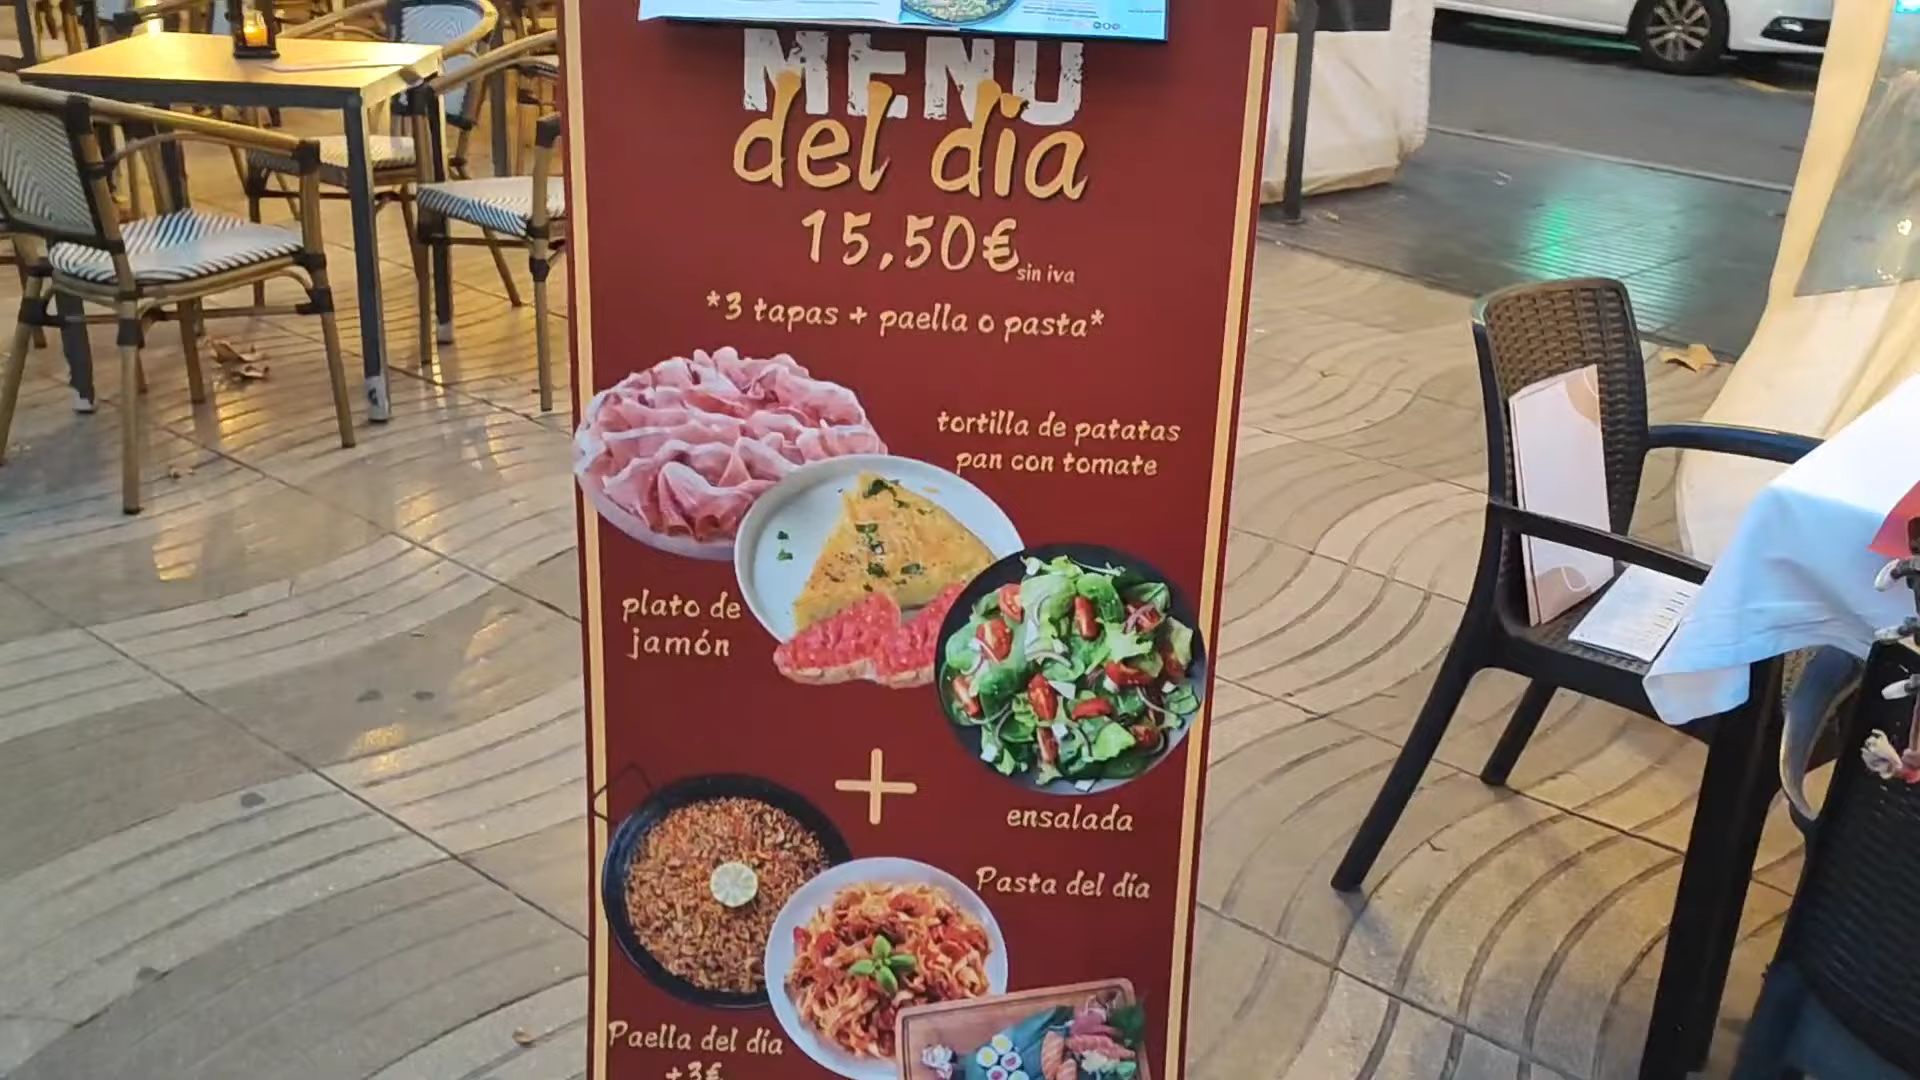 MENU
del dia
15,50€ sin iva
*3 tapas + paella o pasta*
tortilla de patatas
pan con tomate
plato de
jamón
+
ensalada
Pasta del día
Paella del día
+3€